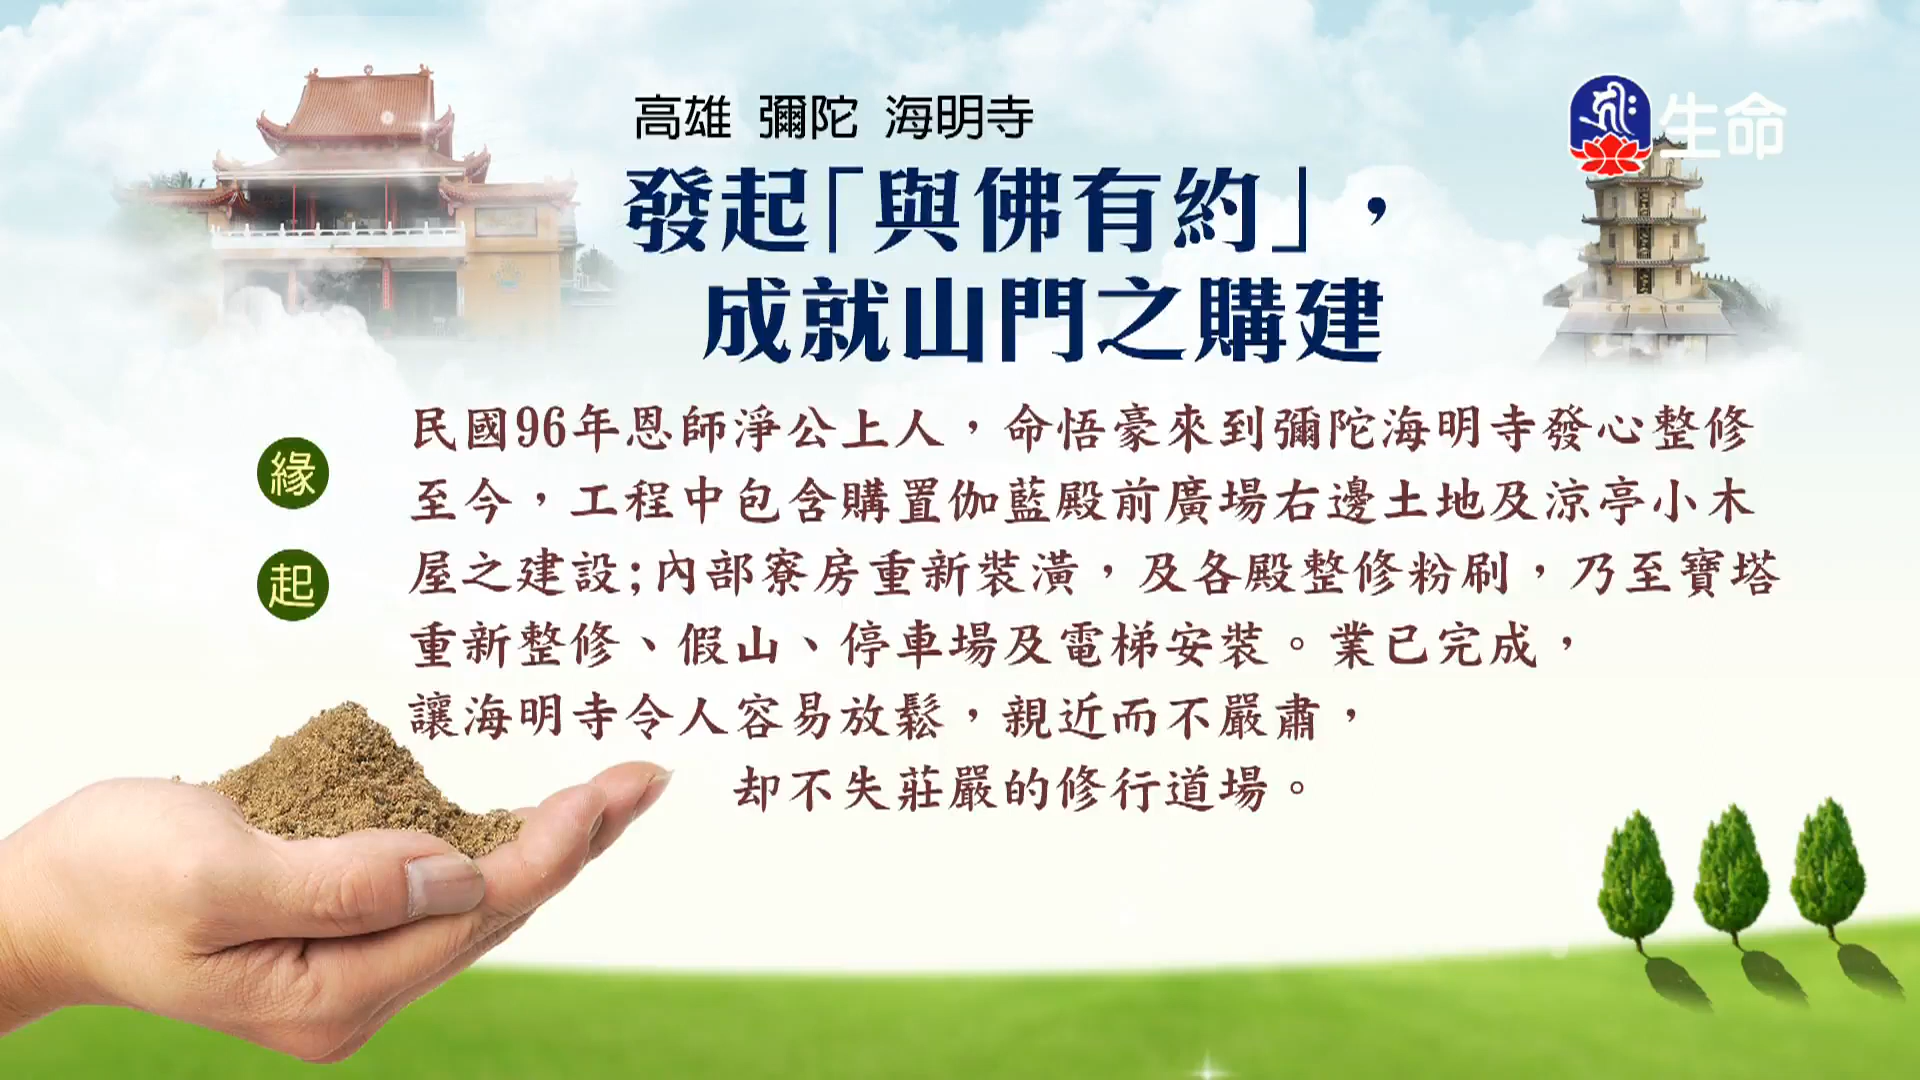 高雄 彌陀 海明寺
生命
發起「與佛有約」，
成就山門之購建
緣起
民國96年恩師淨公上人，命悟豪來到彌陀海明寺發心整修
至今，工程中包含購置伽藍殿前廣場右邊土地及涼亭小木
屋之建設;內部寮房重新裝潢，及各殿整修粉刷，乃至寶塔
重新整修、假山、停車場及電梯安裝。業已完成，
讓海明寺令人容易放鬆，親近而不嚴肅，
却不失莊嚴的修行道場。